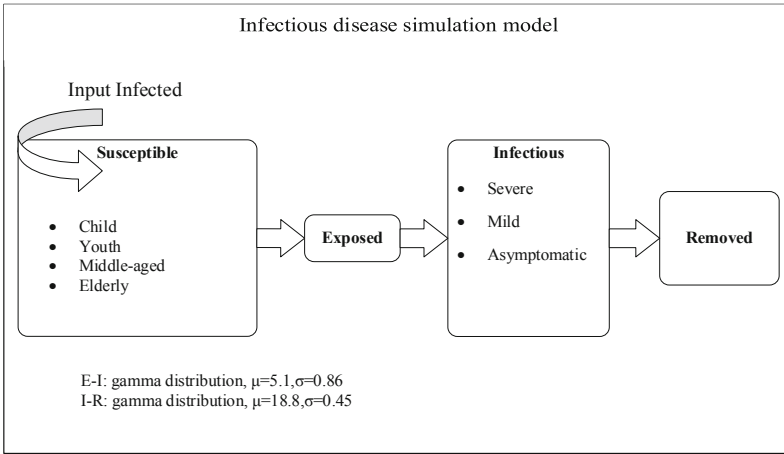 Infectious disease simulation model
Input Infected
Susceptible
• Child
• Youth
• Middle-aged
• Elderly
Exposed
Infectious
• Severe
• Mild
• Asymptomatic
Removed
E-I: gamma distribution, μ=5.1,σ=0.86
I-R: gamma distribution, μ=18.8,σ=0.45